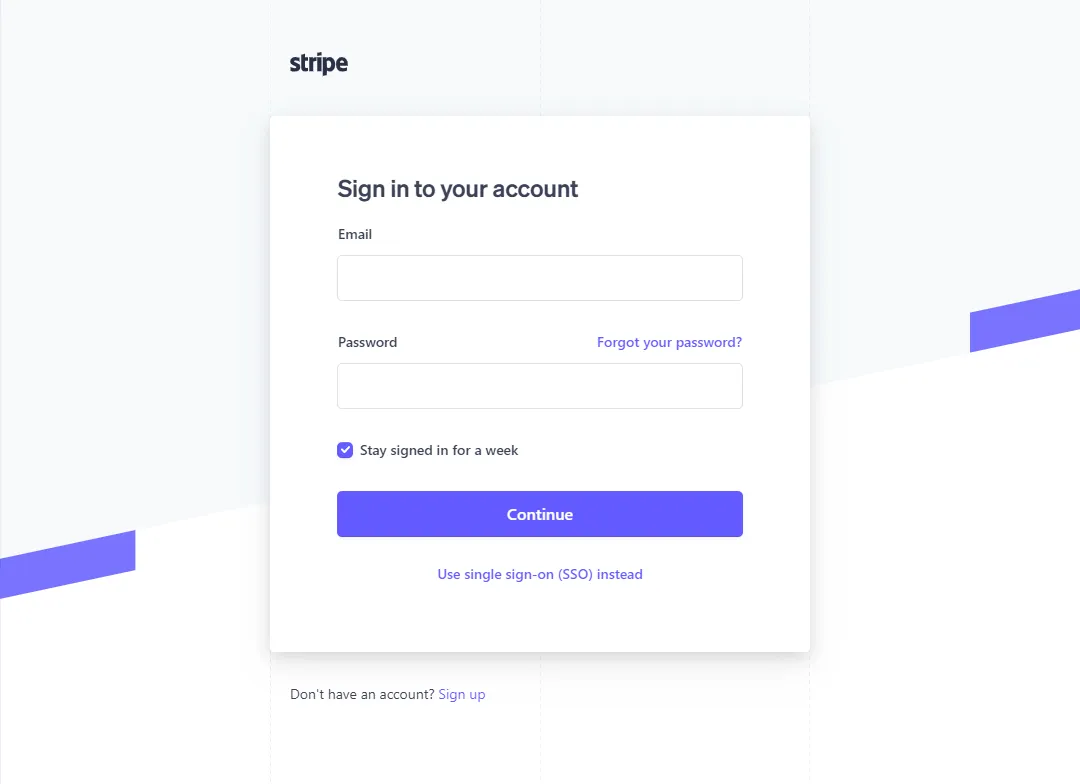 stripe
Sign in to your account
Email
Password
Forgot your password?
Stay signed in for a week
Continue
Use single sign-on (SSO) instead
Don't have an account? Sign up